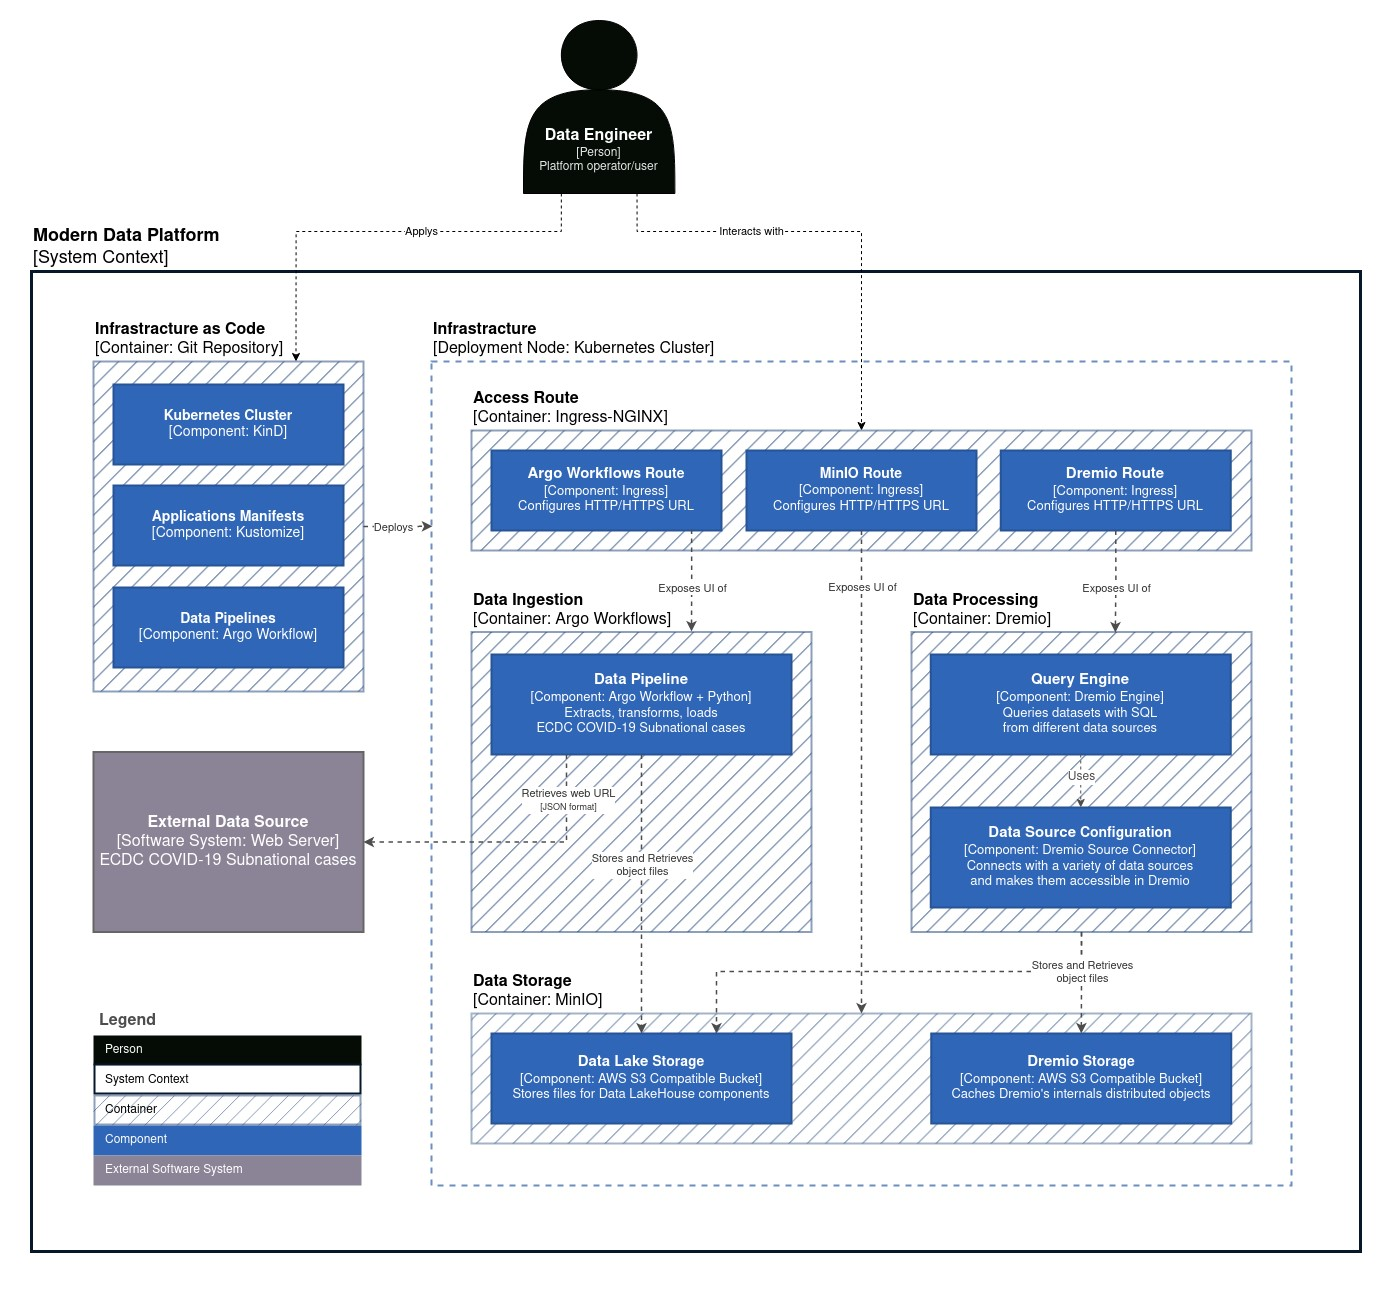 Data Engineer
[Person]
Platform operator/user
Applys
Interacts with
Modern Data Platform
[System Context]
Infrastracture as Code
[Container: Git Repository]
Kubernetes Cluster
[Component: KinD]
Applications Manifests
[Component: Kustomize]
Data Pipelines
[Component: Argo Workflow]
Deploys
Infrastracture
[Deployment Node: Kubernetes Cluster]
Access Route
[Container: Ingress-NGINX]
Argo Workflows Route
[Component: Ingress]
Configures HTTP/HTTPS URL
MinIO Route
[Component: Ingress]
Configures HTTP/HTTPS URL
Dremio Route
[Component: Ingress]
Configures HTTP/HTTPS URL
Exposes UI of
Exposes UI of
Exposes UI of
Data Ingestion
[Container: Argo Workflows]
Data Pipeline
[Component: Argo Workflow + Python]
Extracts, transforms, loads
ECDC COVID-19 Subnational cases
Retrieves web URL
[JSON format]
Stores and Retrieves
object files
Data Processing
[Container: Dremio]
Query Engine
[Component: Dremio Engine]
Queries datasets with SQL
from different data sources
Uses
Data Source Configuration
[Component: Dremio Source Connector]
Connects with a variety of data sources
and makes them accessible in Dremio
Stores and Retrieves
object files
External Data Source
[Software System: Web Server]
ECDC COVID-19 Subnational cases
Data Storage
[Container: MinIO]
Data Lake Storage
[Component: AWS S3 Compatible Bucket]
Stores files for Data LakeHouse components
Dremio Storage
[Component: AWS S3 Compatible Bucket]
Caches Dremio's internals distributed objects
Legend
Person
System Context
Container
Component
External Software System